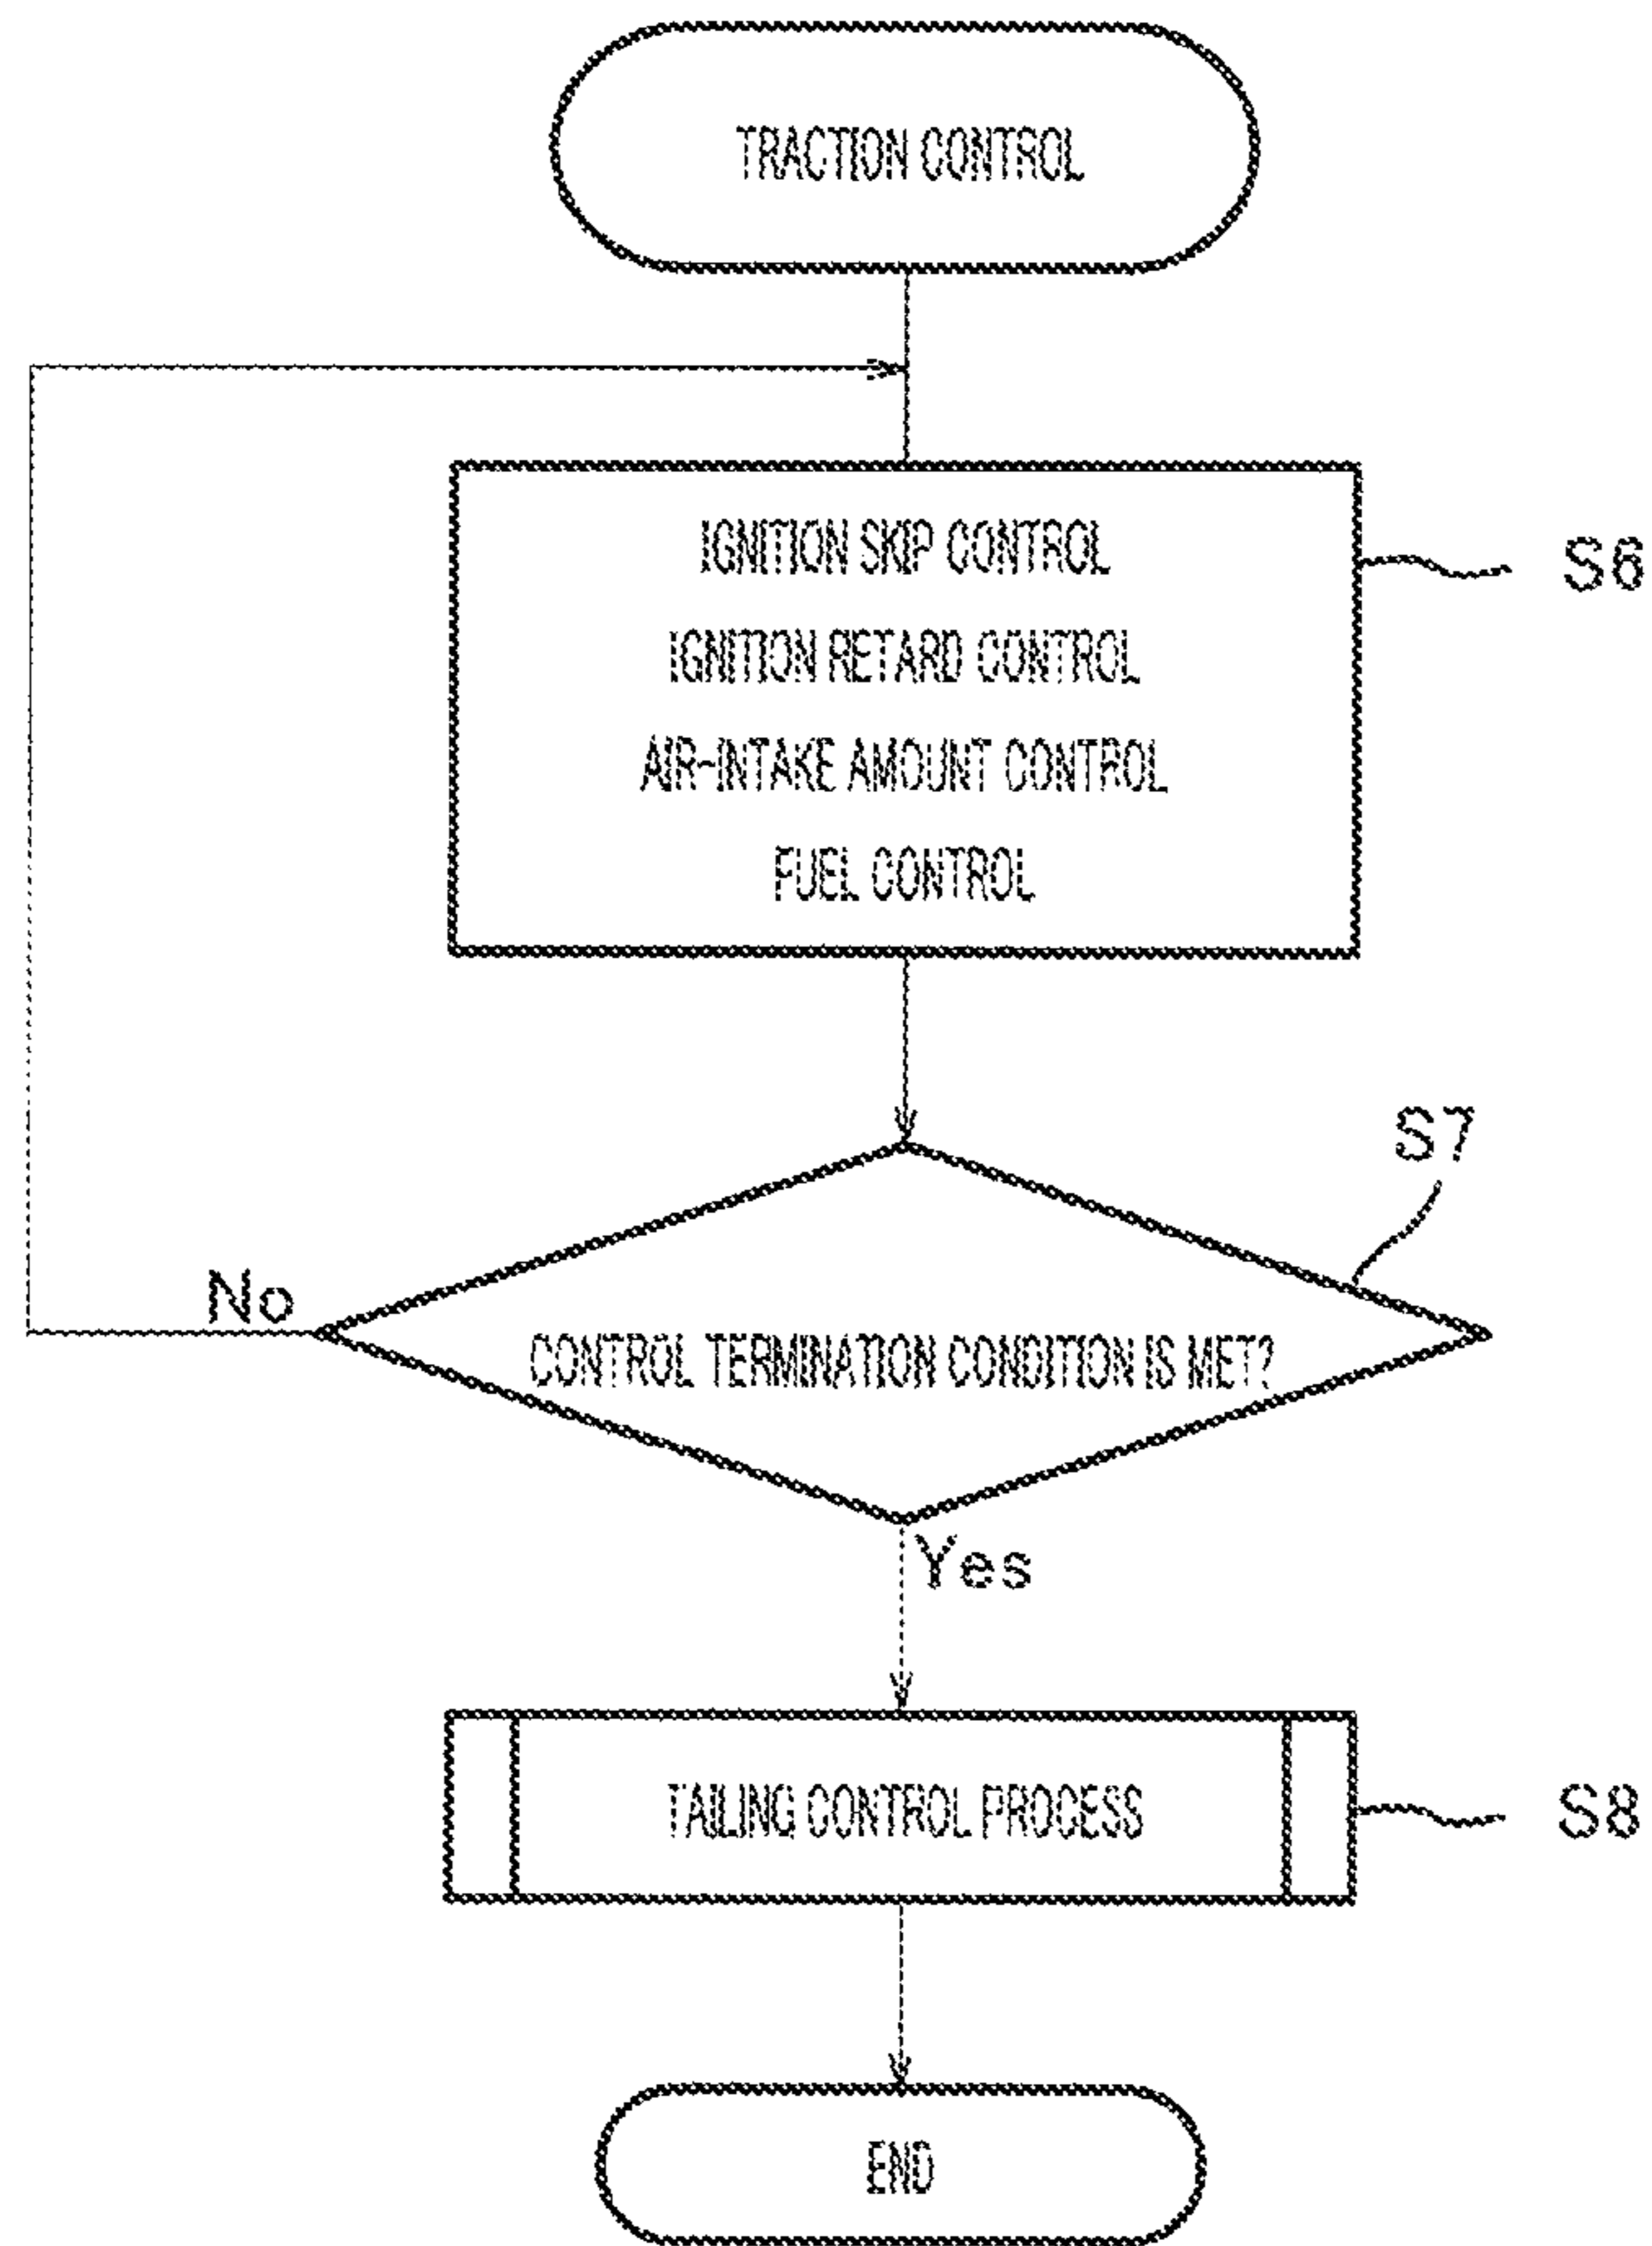 TRACTION CONTROL
IGNITION SKIP CONTROL
IGNITION RETARD CONTROL
AIR-INTAKE AMOUNT CONTROL
FUEL CONTROL
S6
S7
No
CONTROL TERMINATION CONDITION IS MET?
Yes
TAILING CONTROL PROCESS
S8
END